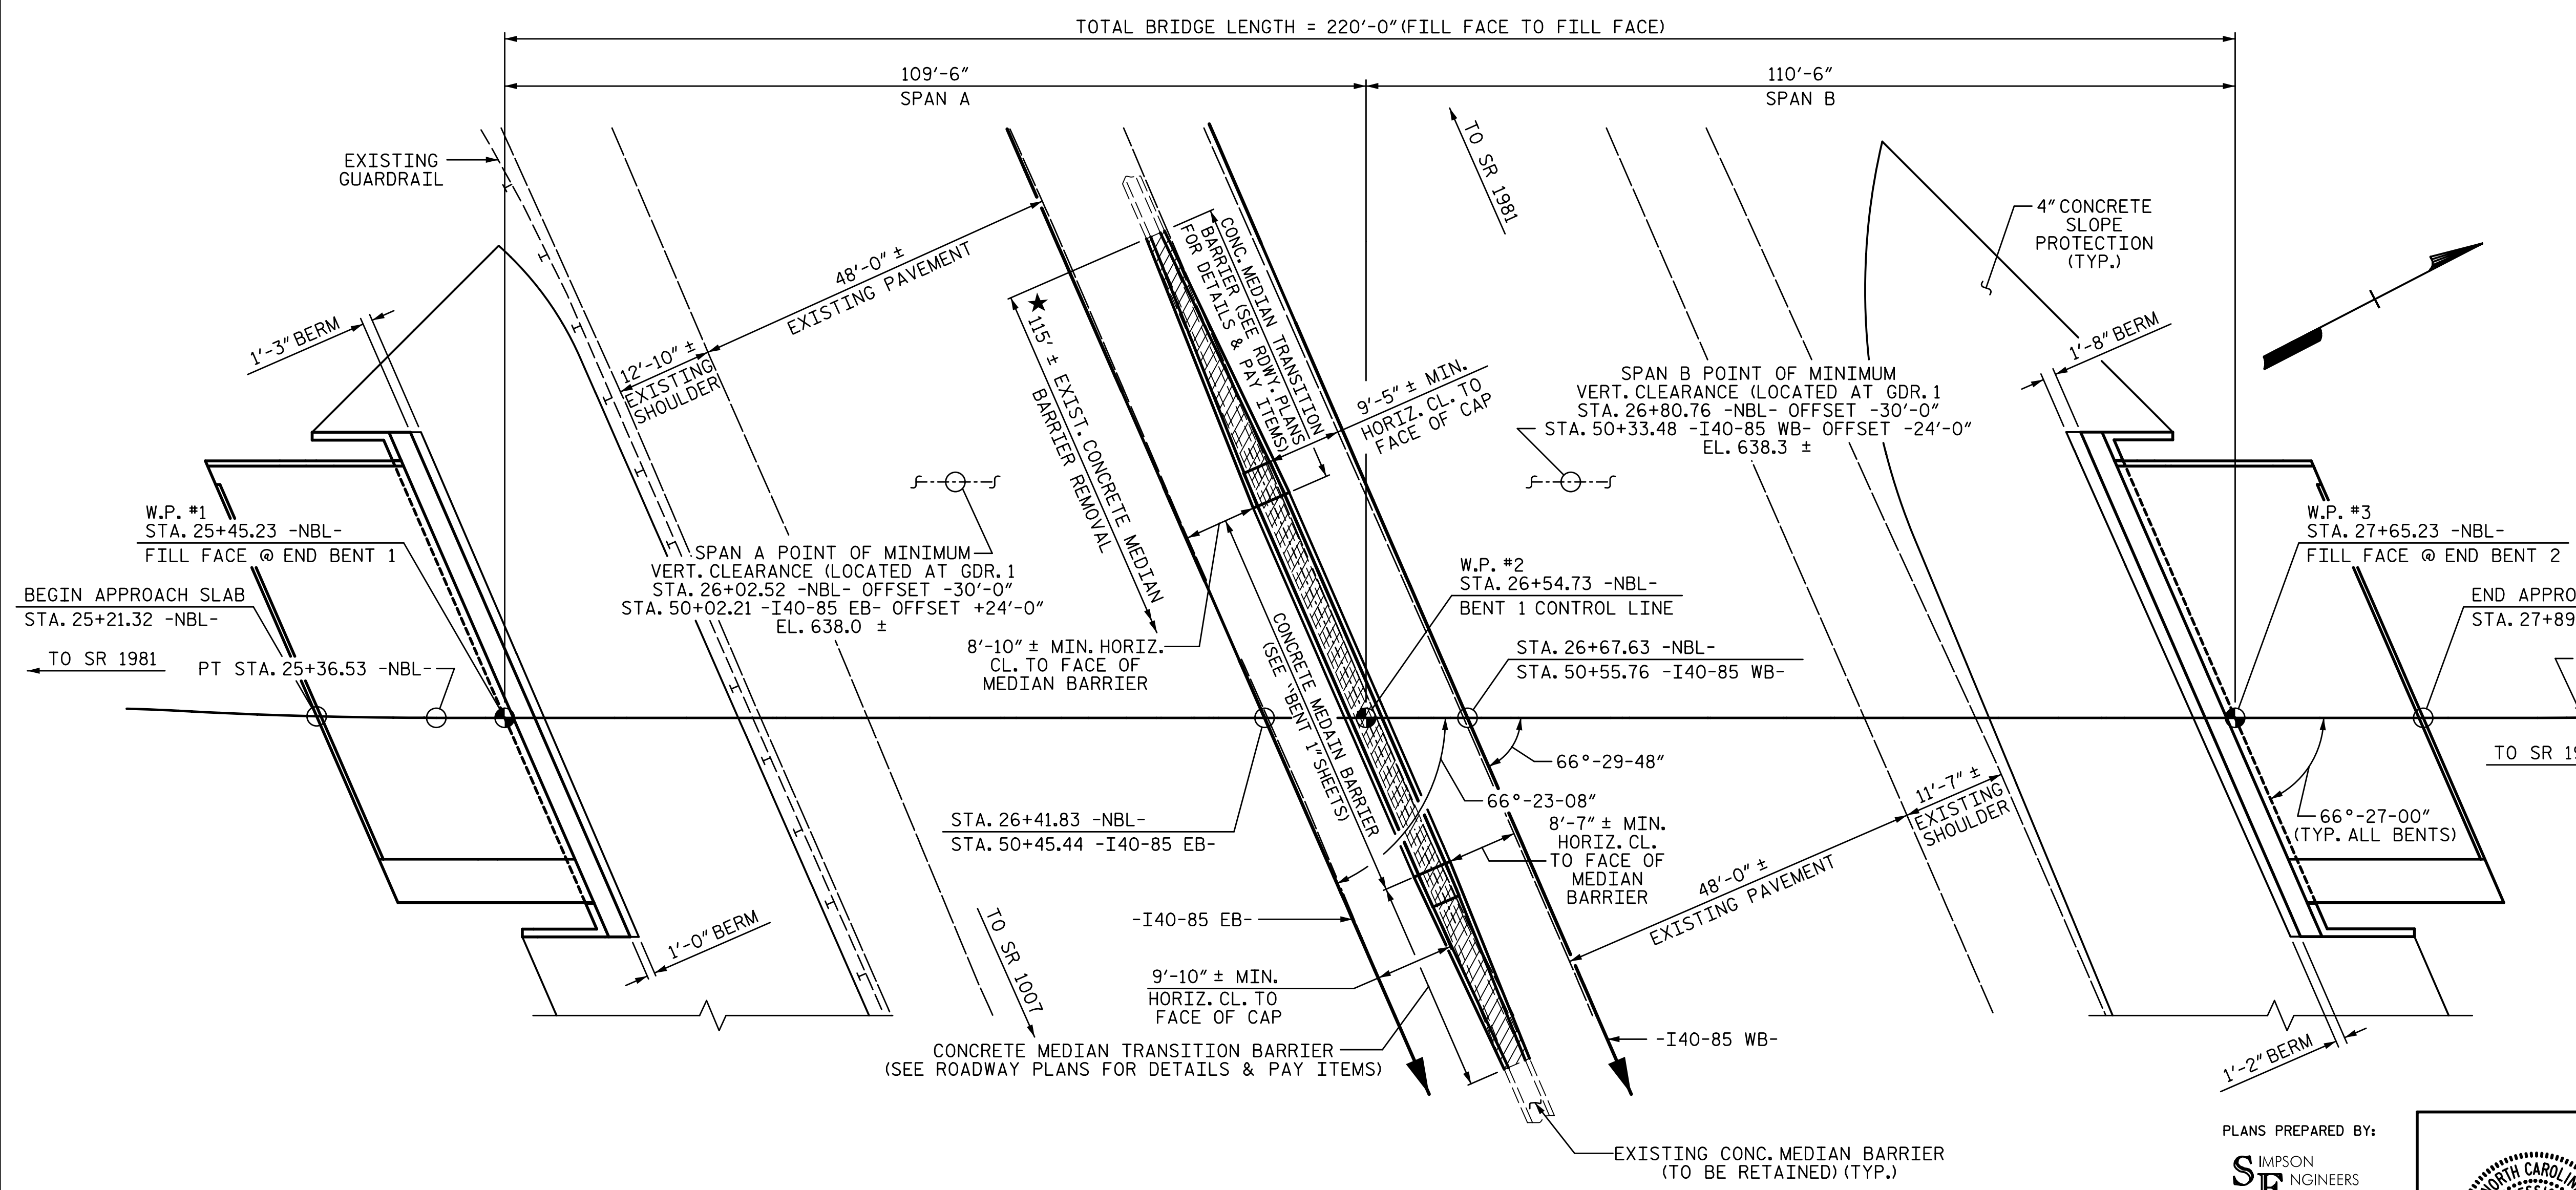 TOTAL BRIDGE LENGTH = 220'-0" (FILL FACE TO FILL FACE)
109'-6"
SPAN A
110'-6"
SPAN B
EXISTING
GUARDRAIL
TO SR 1981
4" CONCRETE
SLOPE
PROTECTION
(TYP.)
48'-0" ±
EXISTING PAVEMENT
CONC. MEDIAN TRANSITION
BARRIER (SEE RDWY. PLANS
FOR DETAILS & PAY ITEMS)
1'-3" BERM
12'-10" ±
EXISTING
SHOULDER
★ 115' ± EXIST. CONCRETE MEDIAN
BARRIER REMOVAL
9'-5" ± MIN.
HORIZ. CL. TO
FACE OF CAP
SPAN B POINT OF MINIMUM
VERT. CLEARANCE (LOCATED AT GDR. 1
STA. 26+80.76 -NBL- OFFSET -30'-0"
STA. 50+33.48 -I40-85 WB- OFFSET -24'-0"
EL. 638.3 ±
1'-8" BERM
W.P. #1
STA. 25+45.23 -NBL-
FILL FACE @ END BENT 1
SPAN A POINT OF MINIMUM
VERT. CLEARANCE (LOCATED AT GDR. 1
STA. 26+02.52 -NBL- OFFSET -30'-0"
STA. 50+02.21 -I40-85 EB- OFFSET +24'-0"
EL. 638.0 ±
W.P. #2
STA. 26+54.73 -NBL-
BENT 1 CONTROL LINE
W.P. #3
STA. 27+65.23 -NBL-
FILL FACE @ END BENT 2
BEGIN APPROACH SLAB
STA. 25+21.32 -NBL-
END APPRO
STA. 27+89
TO SR 1981
PT STA. 25+36.53 -NBL-
8'-10" ± MIN. HORIZ.
CL. TO FACE OF
MEDIAN BARRIER
STA. 26+67.63 -NBL-
STA. 50+55.76 -I40-85 WB-
CONCRETE MEDAIN BARRIER
(SEE "BENT 1" SHEETS)
66°-29-48"
66°-23-08"
TO SR 19
STA. 26+41.83 -NBL-
STA. 50+45.44 -I40-85 EB-
8'-7" ± MIN.
HORIZ. CL.
TO FACE OF
MEDIAN
BARRIER
11'-7" ±
EXISTING
SHOULDER
66°-27-00"
(TYP. ALL BENTS)
48'-0" ±
EXISTING PAVEMENT
1'-0" BERM
TO SR 1007
-I40-85 EB-
9'-10" ± MIN.
HORIZ. CL. TO
FACE OF CAP
CONCRETE MEDIAN TRANSITION BARRIER
(SEE ROADWAY PLANS FOR DETAILS & PAY ITEMS)
-I40-85 WB-
1'-2" BERM
EXISTING CONC. MEDIAN BARRIER
(TO BE RETAINED) (TYP.)
PLANS PREPARED BY:
SIMPSON
ENGINEERS
NORTH CAROLIN